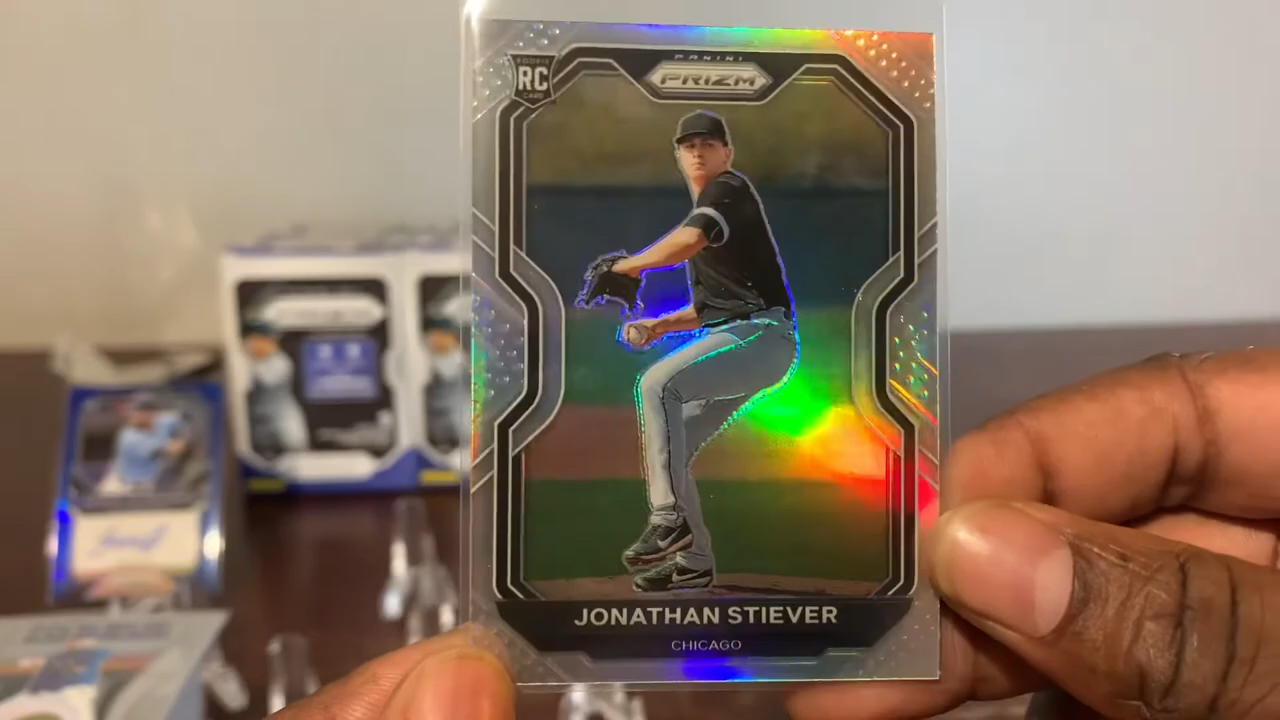 PANINI
PRIZM
ROOKIE
RC
CARD
JONATHAN STIEVER
CHICAGO